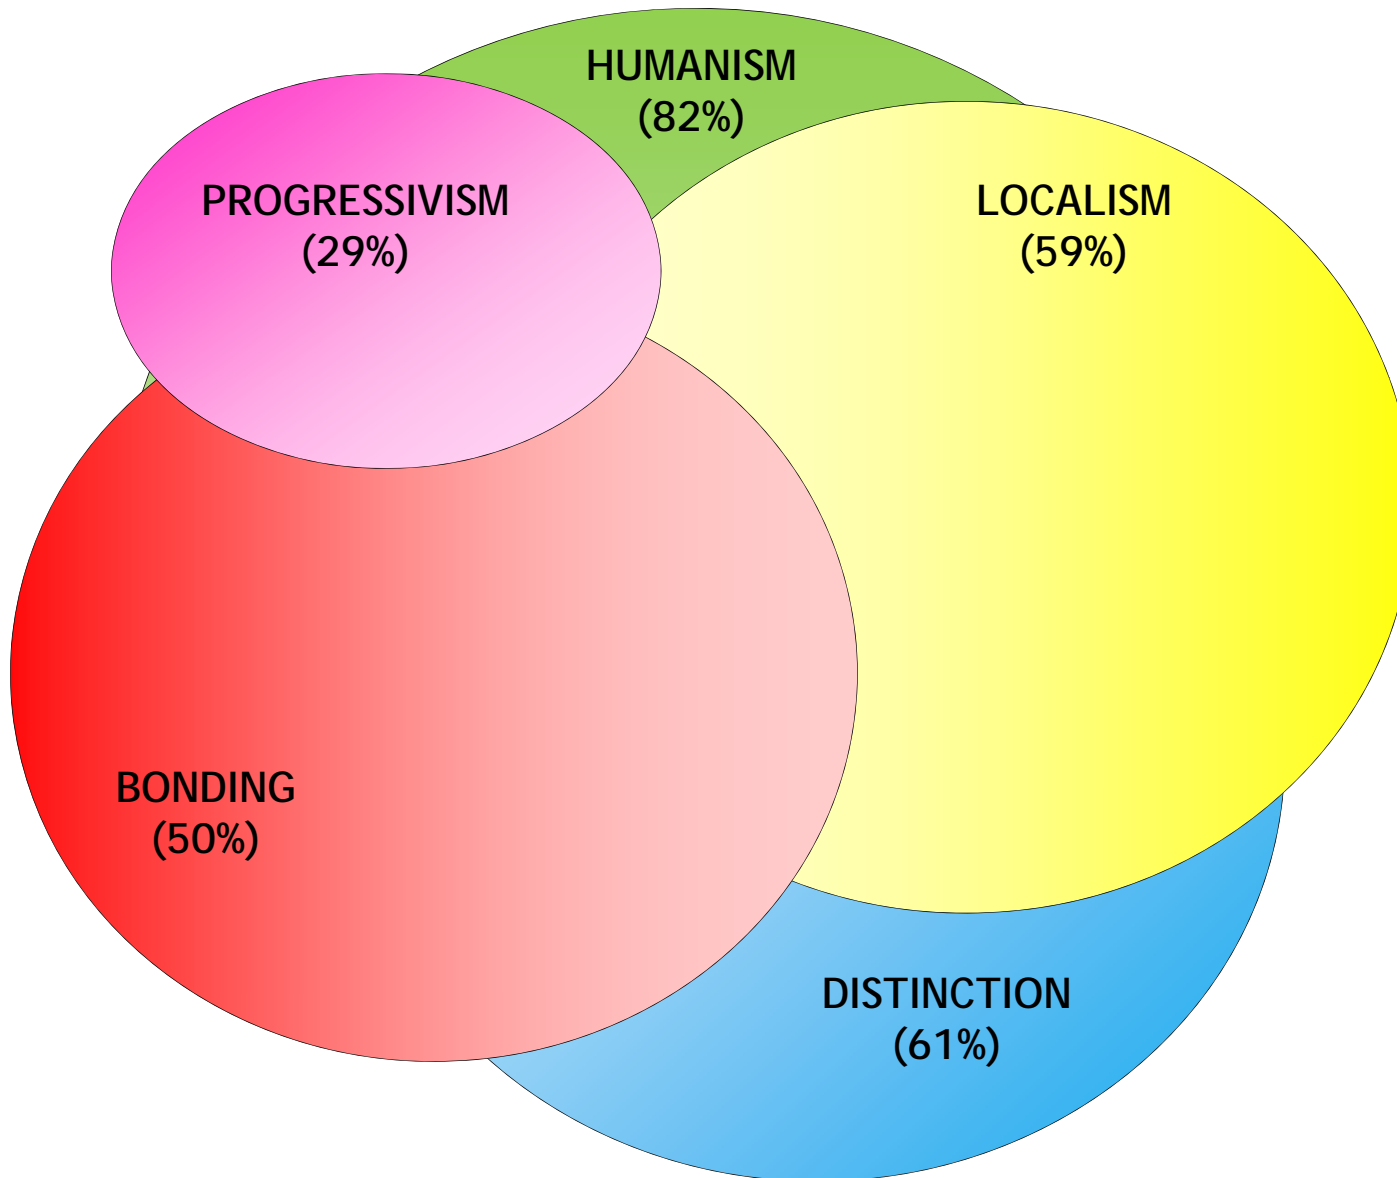 HUMANISM
(82%)
PROGRESSIVISM
(29%)
LOCALISM
(59%)
BONDING
(50%)
DISTINCTION
(61%)